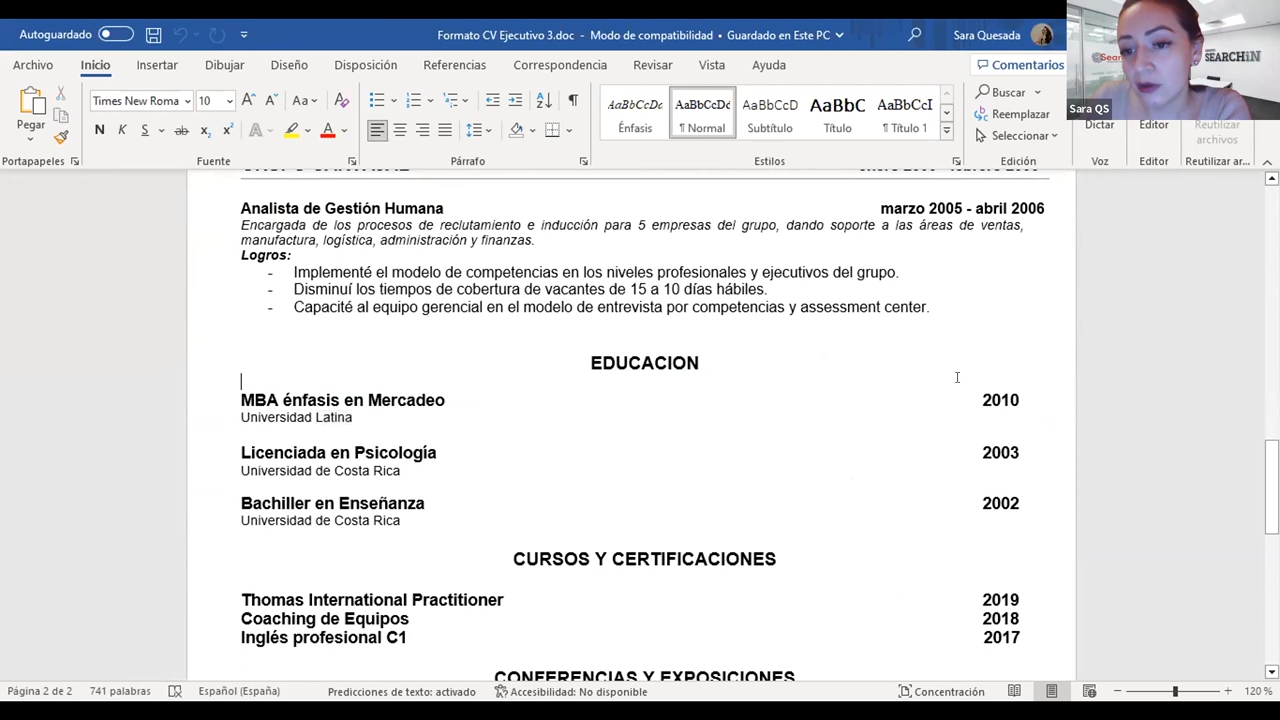 Autoguardado
Formato CV Ejecutivo 3.doc - Modo de compatibilidad • Guardado en Este PC
Sara Quesada
Archivo Inicio Insertar Dibujar Diseño Disposición Referencias Correspondencia Revisar Vista Ayuda
Comentarios
SEARCHiN
Sara QS
Pegar
Times New Roma 10
Aa
N K S ab x₂ x² A A
AaBbCcDc AaBbCcDc AaBbCcD AaBbC AaBbCcI
Énfasis ¶ Normal Subtítulo Título ¶ Título 1
Buscar
Reemplazar
Seleccionar
Dictar Editor Reutilizar archivos
Portapapeles Fuente Párrafo Estilos Edición Voz Editor Reutilizar ar...
Analista de Gestión Humana marzo 2005 - abril 2006
Encargada de los procesos de reclutamiento e inducción para 5 empresas del grupo, dando soporte a las áreas de ventas,
manufactura, logística, administración y finanzas.
Logros:
- Implementé el modelo de competencias en los niveles profesionales y ejecutivos del grupo.
- Disminuí los tiempos de cobertura de vacantes de 15 a 10 días hábiles.
- Capacité al equipo gerencial en el modelo de entrevista por competencias y assessment center.
EDUCACION
MBA énfasis en Mercadeo 2010
Universidad Latina
Licenciada en Psicología 2003
Universidad de Costa Rica
Bachiller en Enseñanza 2002
Universidad de Costa Rica
CURSOS Y CERTIFICACIONES
Thomas International Practitioner 2019
Coaching de Equipos 2018
Inglés profesional C1 2017
CONFERENCIAS Y EXPOSICIONES
Página 2 de 2 741 palabras Español (España) Predicciones de texto: activado Accesibilidad: No disponible Concentración 120 %